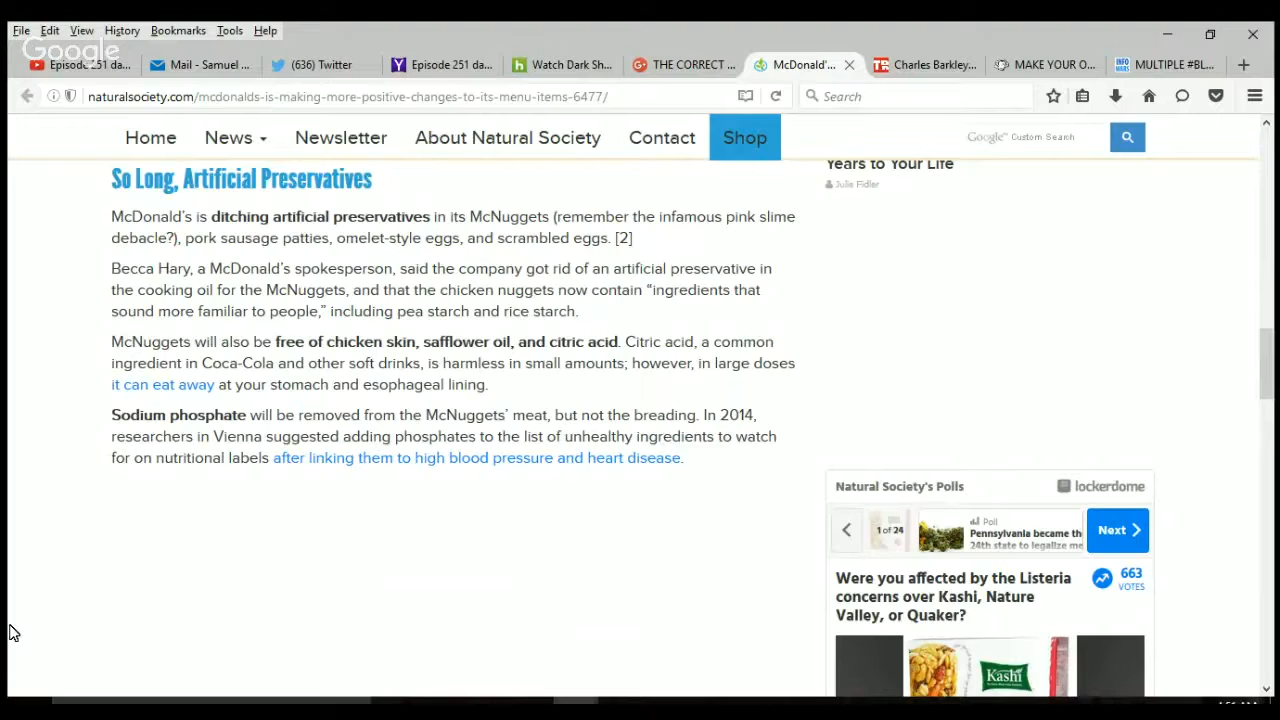 File Edit View History Bookmarks Tools Help
Google
Episode 251 da...
Mail - Samuel ...
(636) Twitter
Episode 251 da...
Watch Dark Sh...
THE CORRECT ...
McDonald'...
Charles Barkley...
MAKE YOUR O...
MULTIPLE #BL...
naturalsociety.com/mcdonalds-is-making-more-positive-changes-to-its-menu-items-6477/
Search
Home News Newsletter About Natural Society Contact Shop
Google™ Custom Search
So Long, Artificial Preservatives
McDonald's is ditching artificial preservatives in its McNuggets (remember the infamous pink slime
debacle?), pork sausage patties, omelet-style eggs, and scrambled eggs. [2]
Becca Hary, a McDonald's spokesperson, said the company got rid of an artificial preservative in
the cooking oil for the McNuggets, and that the chicken nuggets now contain “ingredients that
sound more familiar to people,” including pea starch and rice starch.
McNuggets will also be free of chicken skin, safflower oil, and citric acid. Citric acid, a common
ingredient in Coca-Cola and other soft drinks, is harmless in small amounts; however, in large doses
it can eat away at your stomach and esophageal lining.
Sodium phosphate will be removed from the McNuggets' meat, but not the breading. In 2014,
researchers in Vienna suggested adding phosphates to the list of unhealthy ingredients to watch
for on nutritional labels after linking them to high blood pressure and heart disease.
Years to Your Life
Julie Fidler
Natural Society's Polls
lockerdome
1 of 24
Poll
Pennsylvania became th
24th state to legalize me
Next
Were you affected by the Listeria
concerns over Kashi, Nature
Valley, or Quaker?
663
VOTES
Kashi